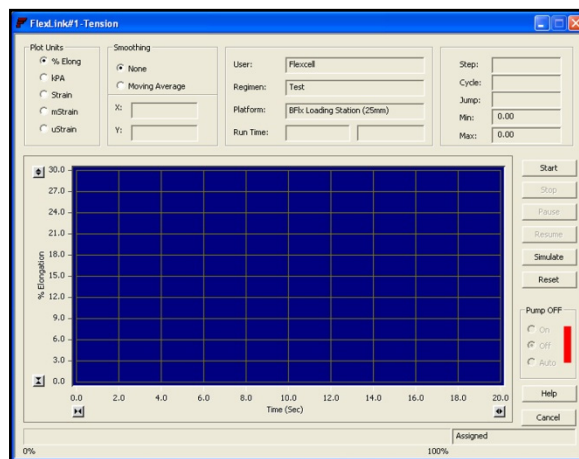 FlexLink#1-Tension
Plot Units
% Elong
kPA
Strain
mStrain
uStrain
Smoothing
None
Moving Average
X:
Y:
User: Flexcell
Regimen: Test
Platform: BFlx Loading Station (25mm)
Run Time:
Step:
Cycle:
Jump:
Min: 0.00
Max: 0.00
% Elongation
30.0
27.0
24.0
21.0
18.0
15.0
12.0
9.0
6.0
3.0
0.0
0.0 2.0 4.0 6.0 8.0 10.0 12.0 14.0 16.0 18.0 20.0
Time (Sec)
Start
Stop
Pause
Resume
Simulate
Reset
Pump OFF
On
Off
Auto
Help
Cancel
Assigned
0% 100%